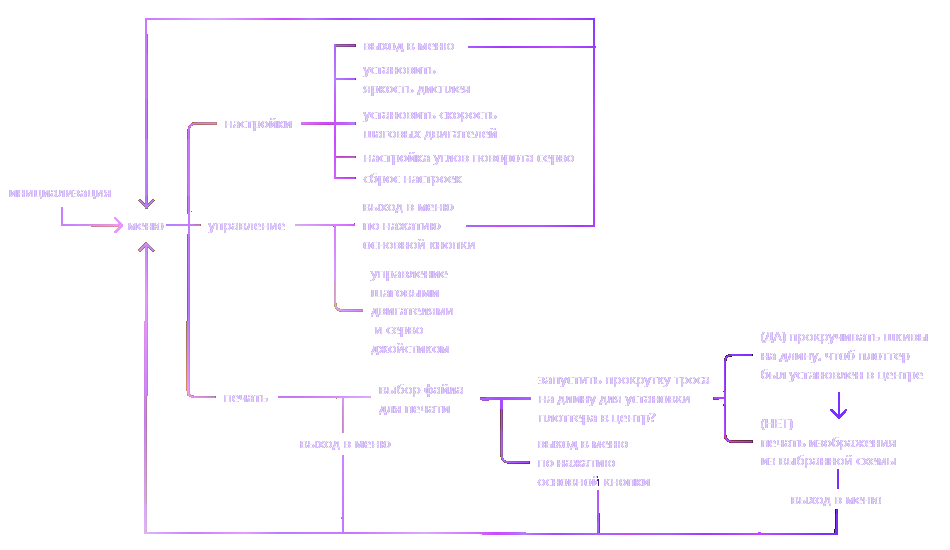 выход в меню
установить
яркость дисплея
установить скорость
шаговых двигателей
настройки
настройка углов поворота серво
сброс настроек
инициализация
меню
управление
выход в меню
по нажатию
основной кнопки
управление
шаговыми
двигателями
и серво
джойстиком
печать
выбор файла
для печати
выход в меню
запустить прокрутку троса
на длину для установки
плоттера в центр?
выход в меню
по нажатию
основной кнопки
(ДА) прокручивать шкивы
на длину, чтоб плоттер
был установлен в центре
(НЕТ)
печать изображения
из выбранной схемы
выход в меню